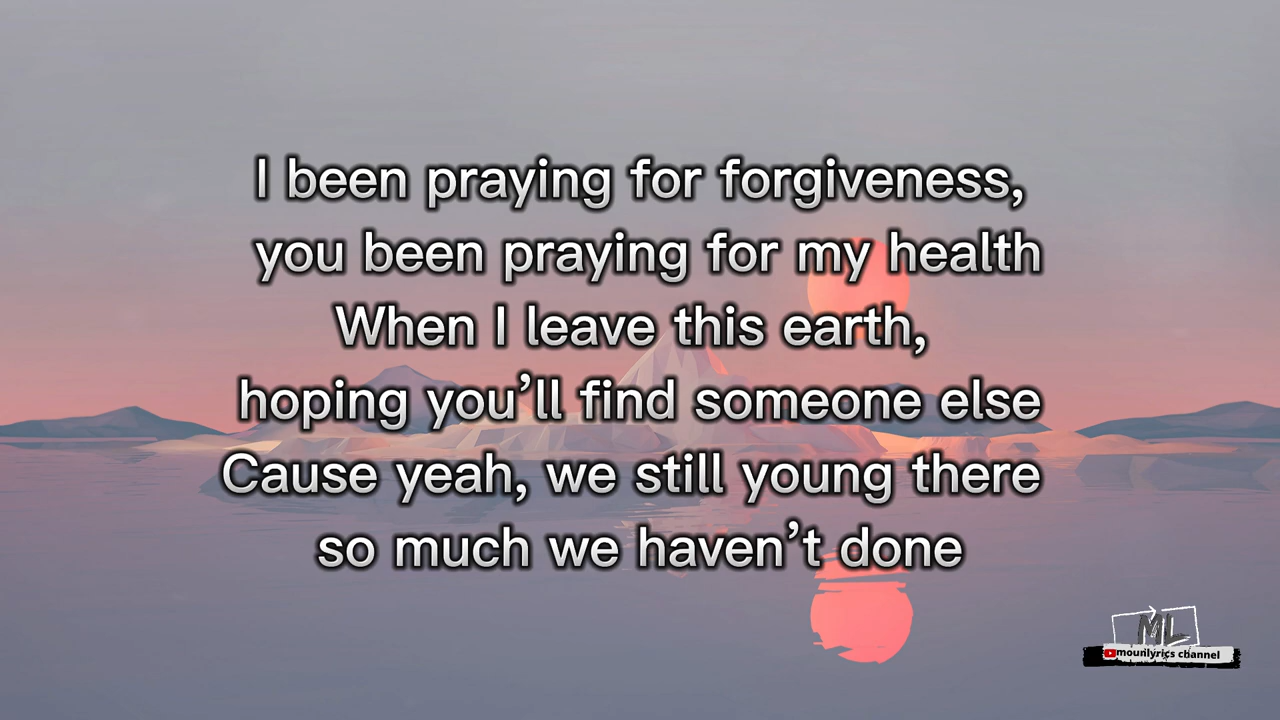 I been praying for forgiveness,
you been praying for my health
When I leave this earth,
hoping you’ll find someone else
Cause yeah, we still young there
so much we haven’t done
ML
mounlyrics channel